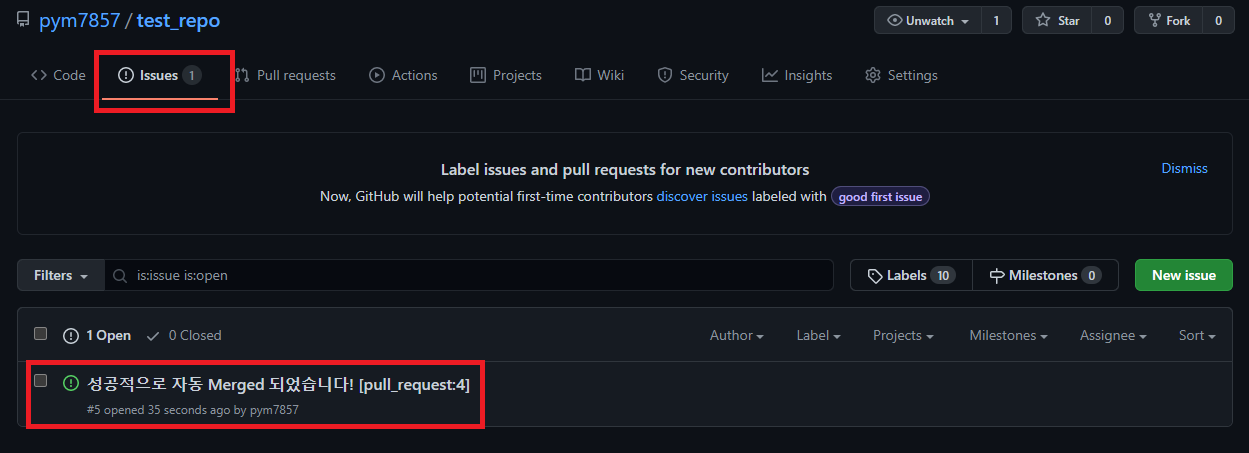 pym7857 / test_repo
Unwatch 1 Star 0 Fork 0
Code Issues 1 Pull requests Actions Projects Wiki Security Insights Settings
Label issues and pull requests for new contributors
Dismiss
Now, GitHub will help potential first-time contributors discover issues labeled with good first issue
Filters is:issue is:open Labels 10 Milestones 0 New issue
1 Open 0 Closed Author Label Projects Milestones Assignee Sort
성공적으로 자동 Merged 되었습니다! [pull_request:4]
#5 opened 35 seconds ago by pym7857